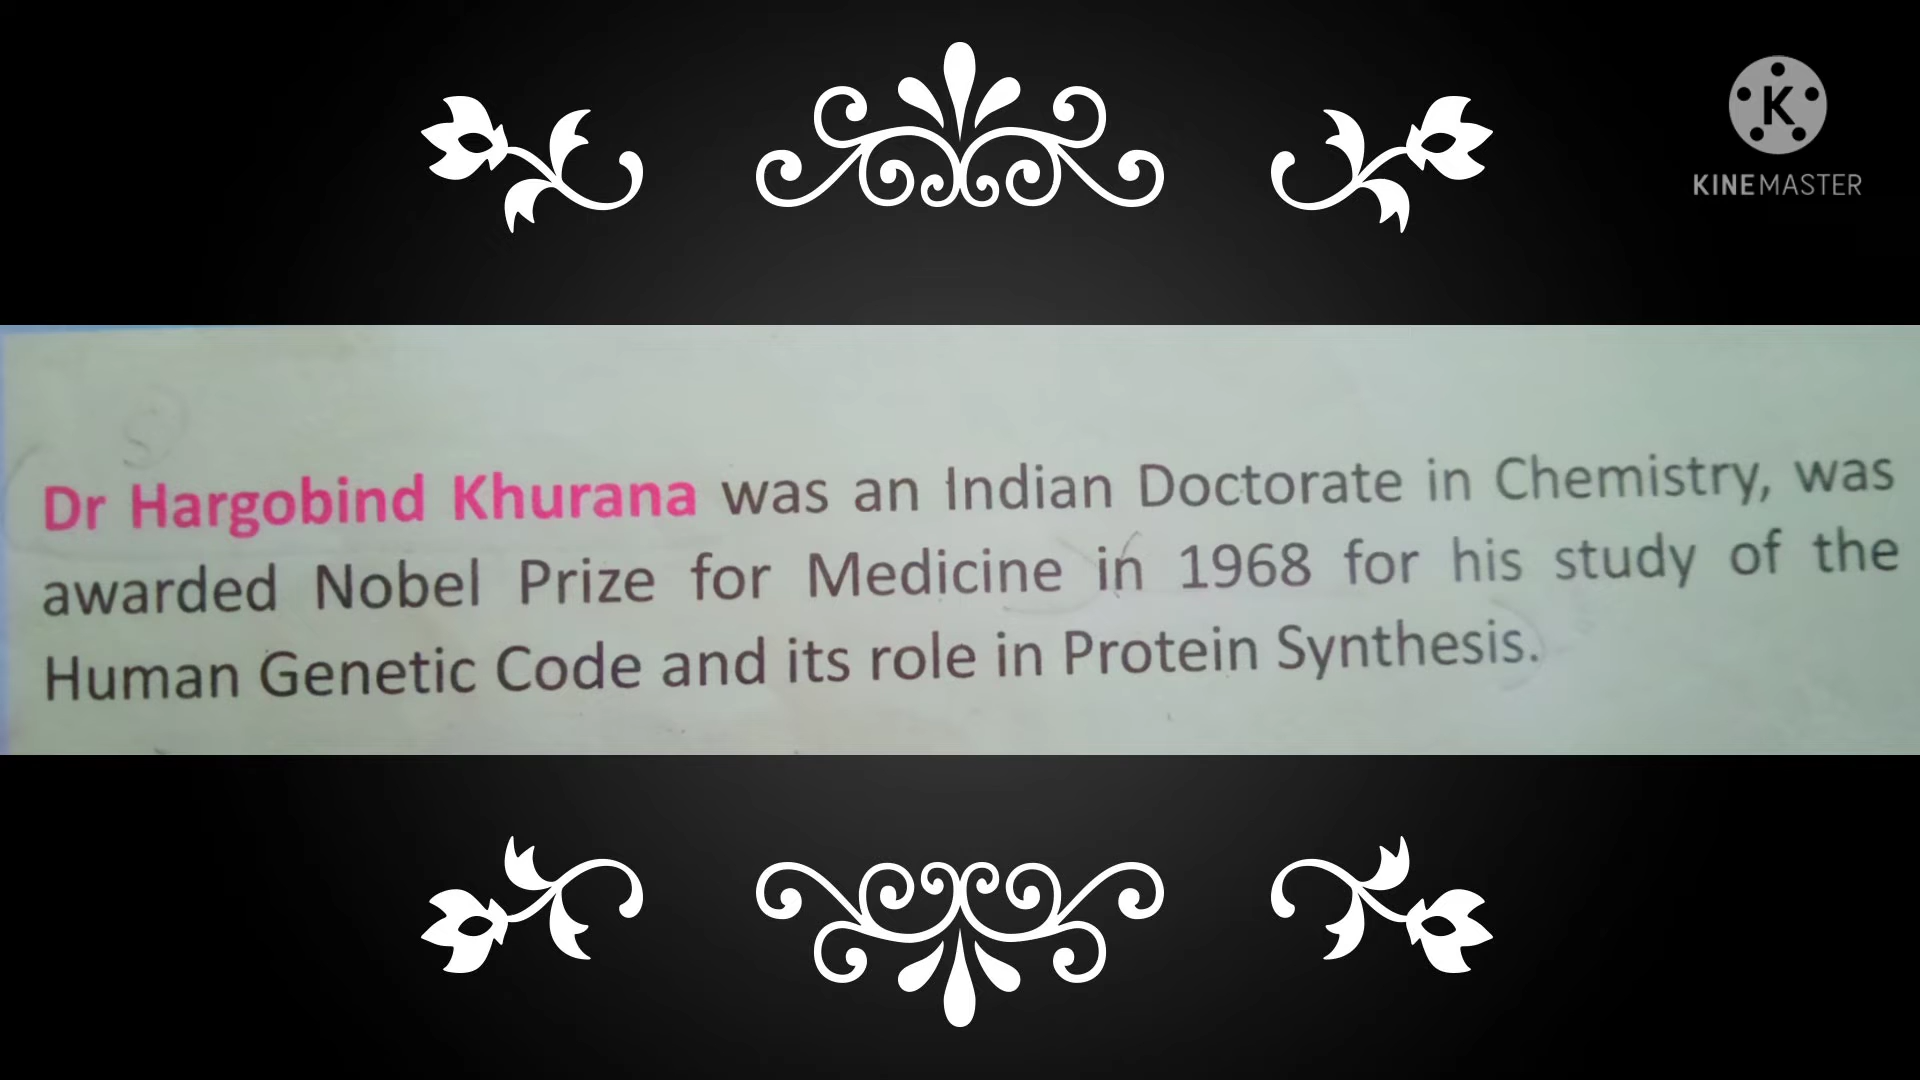 K
KINEMASTER
Dr Hargobind Khurana was an Indian Doctorate in Chemistry, was
awarded Nobel Prize for Medicine in 1968 for his study of the
Human Genetic Code and its role in Protein Synthesis.